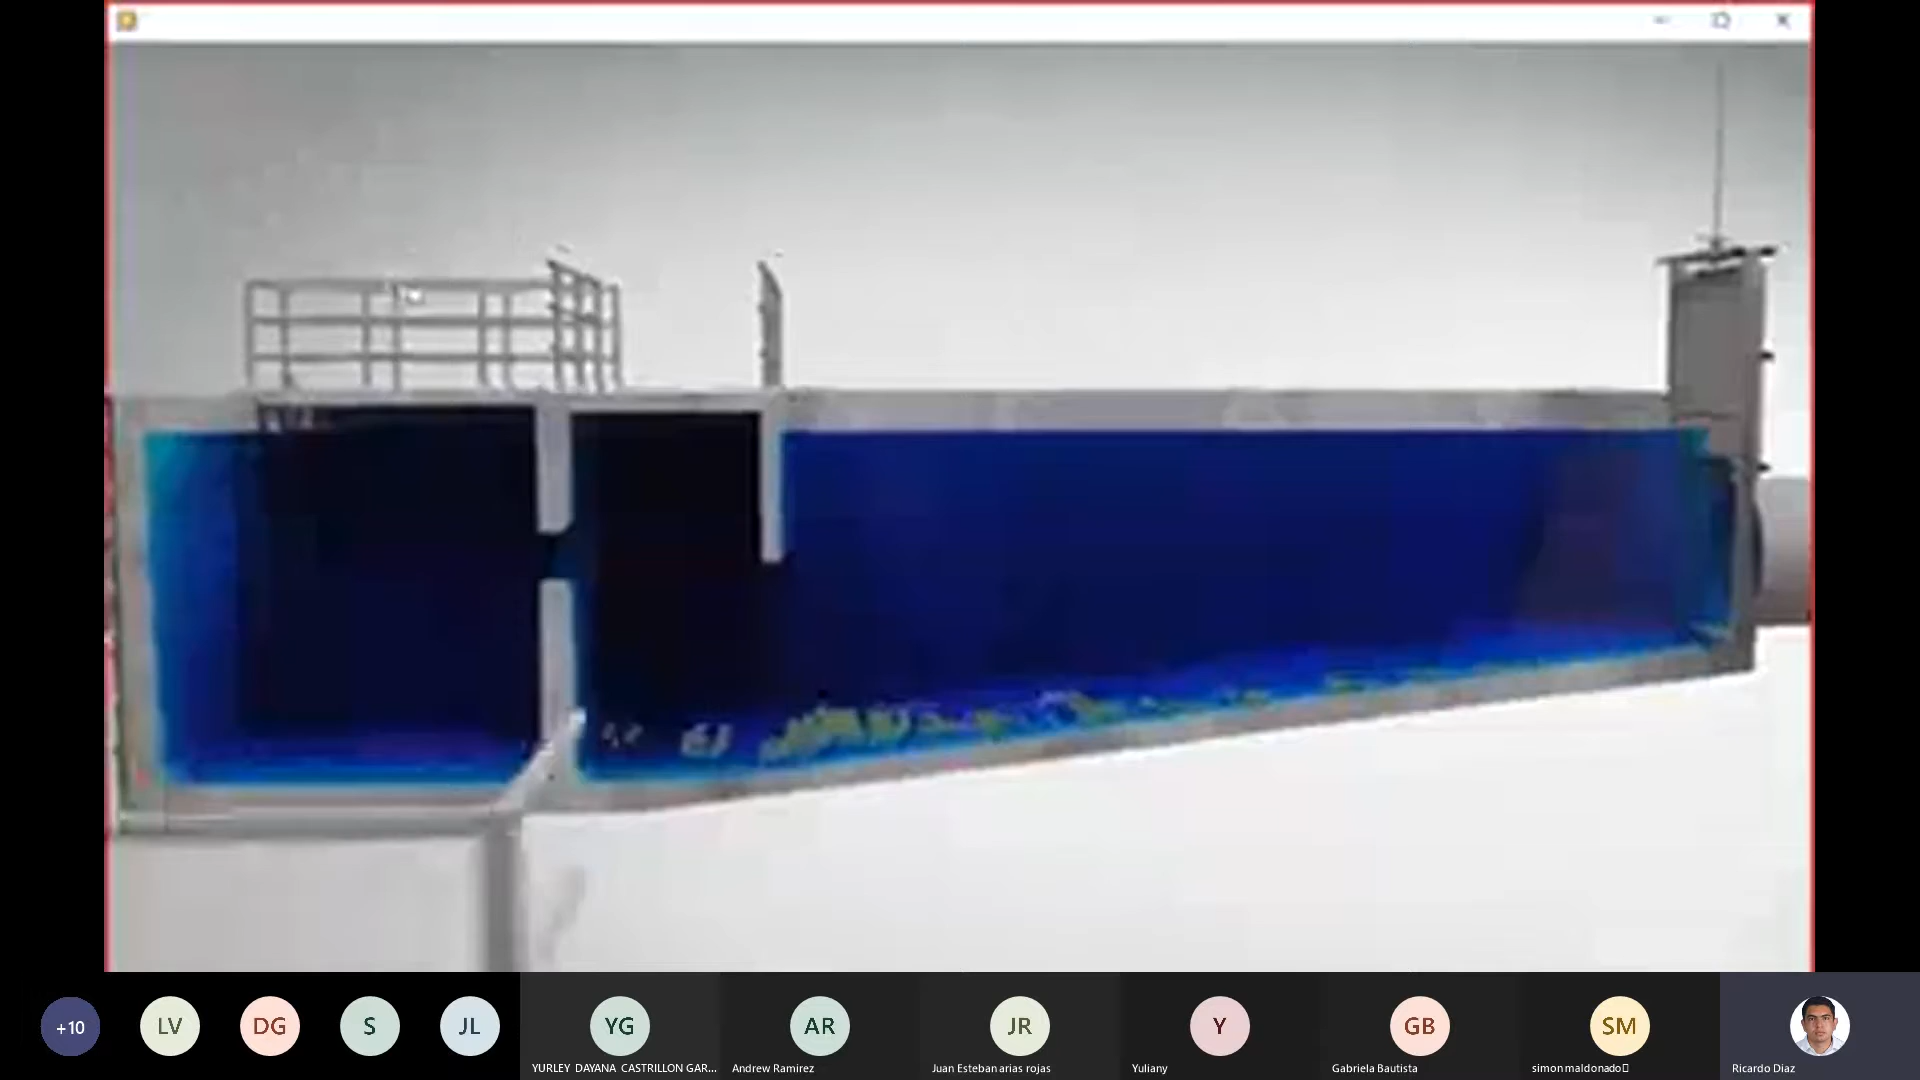 +10
LV
DG
S
JL
YG
AR
JR
Y
GB
SM
YURLEY DAYANA CASTRILLON GAR...
Andrew Ramirez
Juan Esteban arias rojas
Yuliany
Gabriela Bautista
simon maldonado
Ricardo Diaz